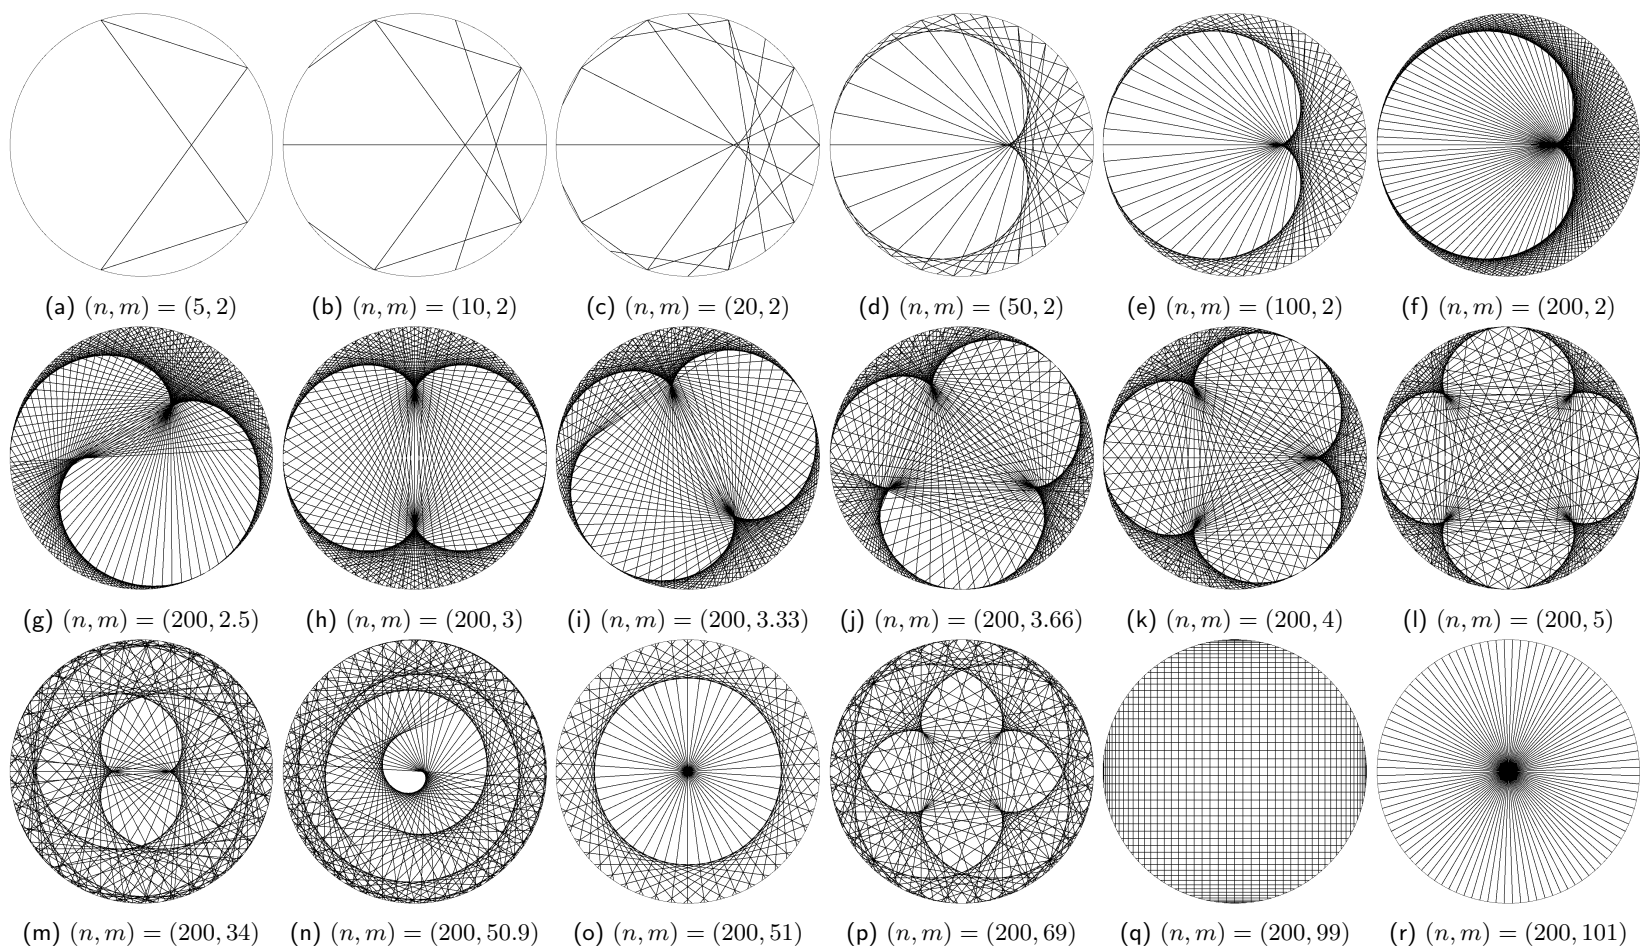 (a) (n, m) = (5, 2) (b) (n, m) = (10, 2) (c) (n, m) = (20, 2) (d) (n, m) = (50, 2) (e) (n, m) = (100, 2) (f) (n, m) = (200, 2)
(g) (n, m) = (200, 2.5) (h) (n, m) = (200, 3) (i) (n, m) = (200, 3.33) (j) (n, m) = (200, 3.66) (k) (n, m) = (200, 4) (l) (n, m) = (200, 5)
(m) (n, m) = (200, 34) (n) (n, m) = (200, 50.9) (o) (n, m) = (200, 51) (p) (n, m) = (200, 69) (q) (n, m) = (200, 99) (r) (n, m) = (200, 101)